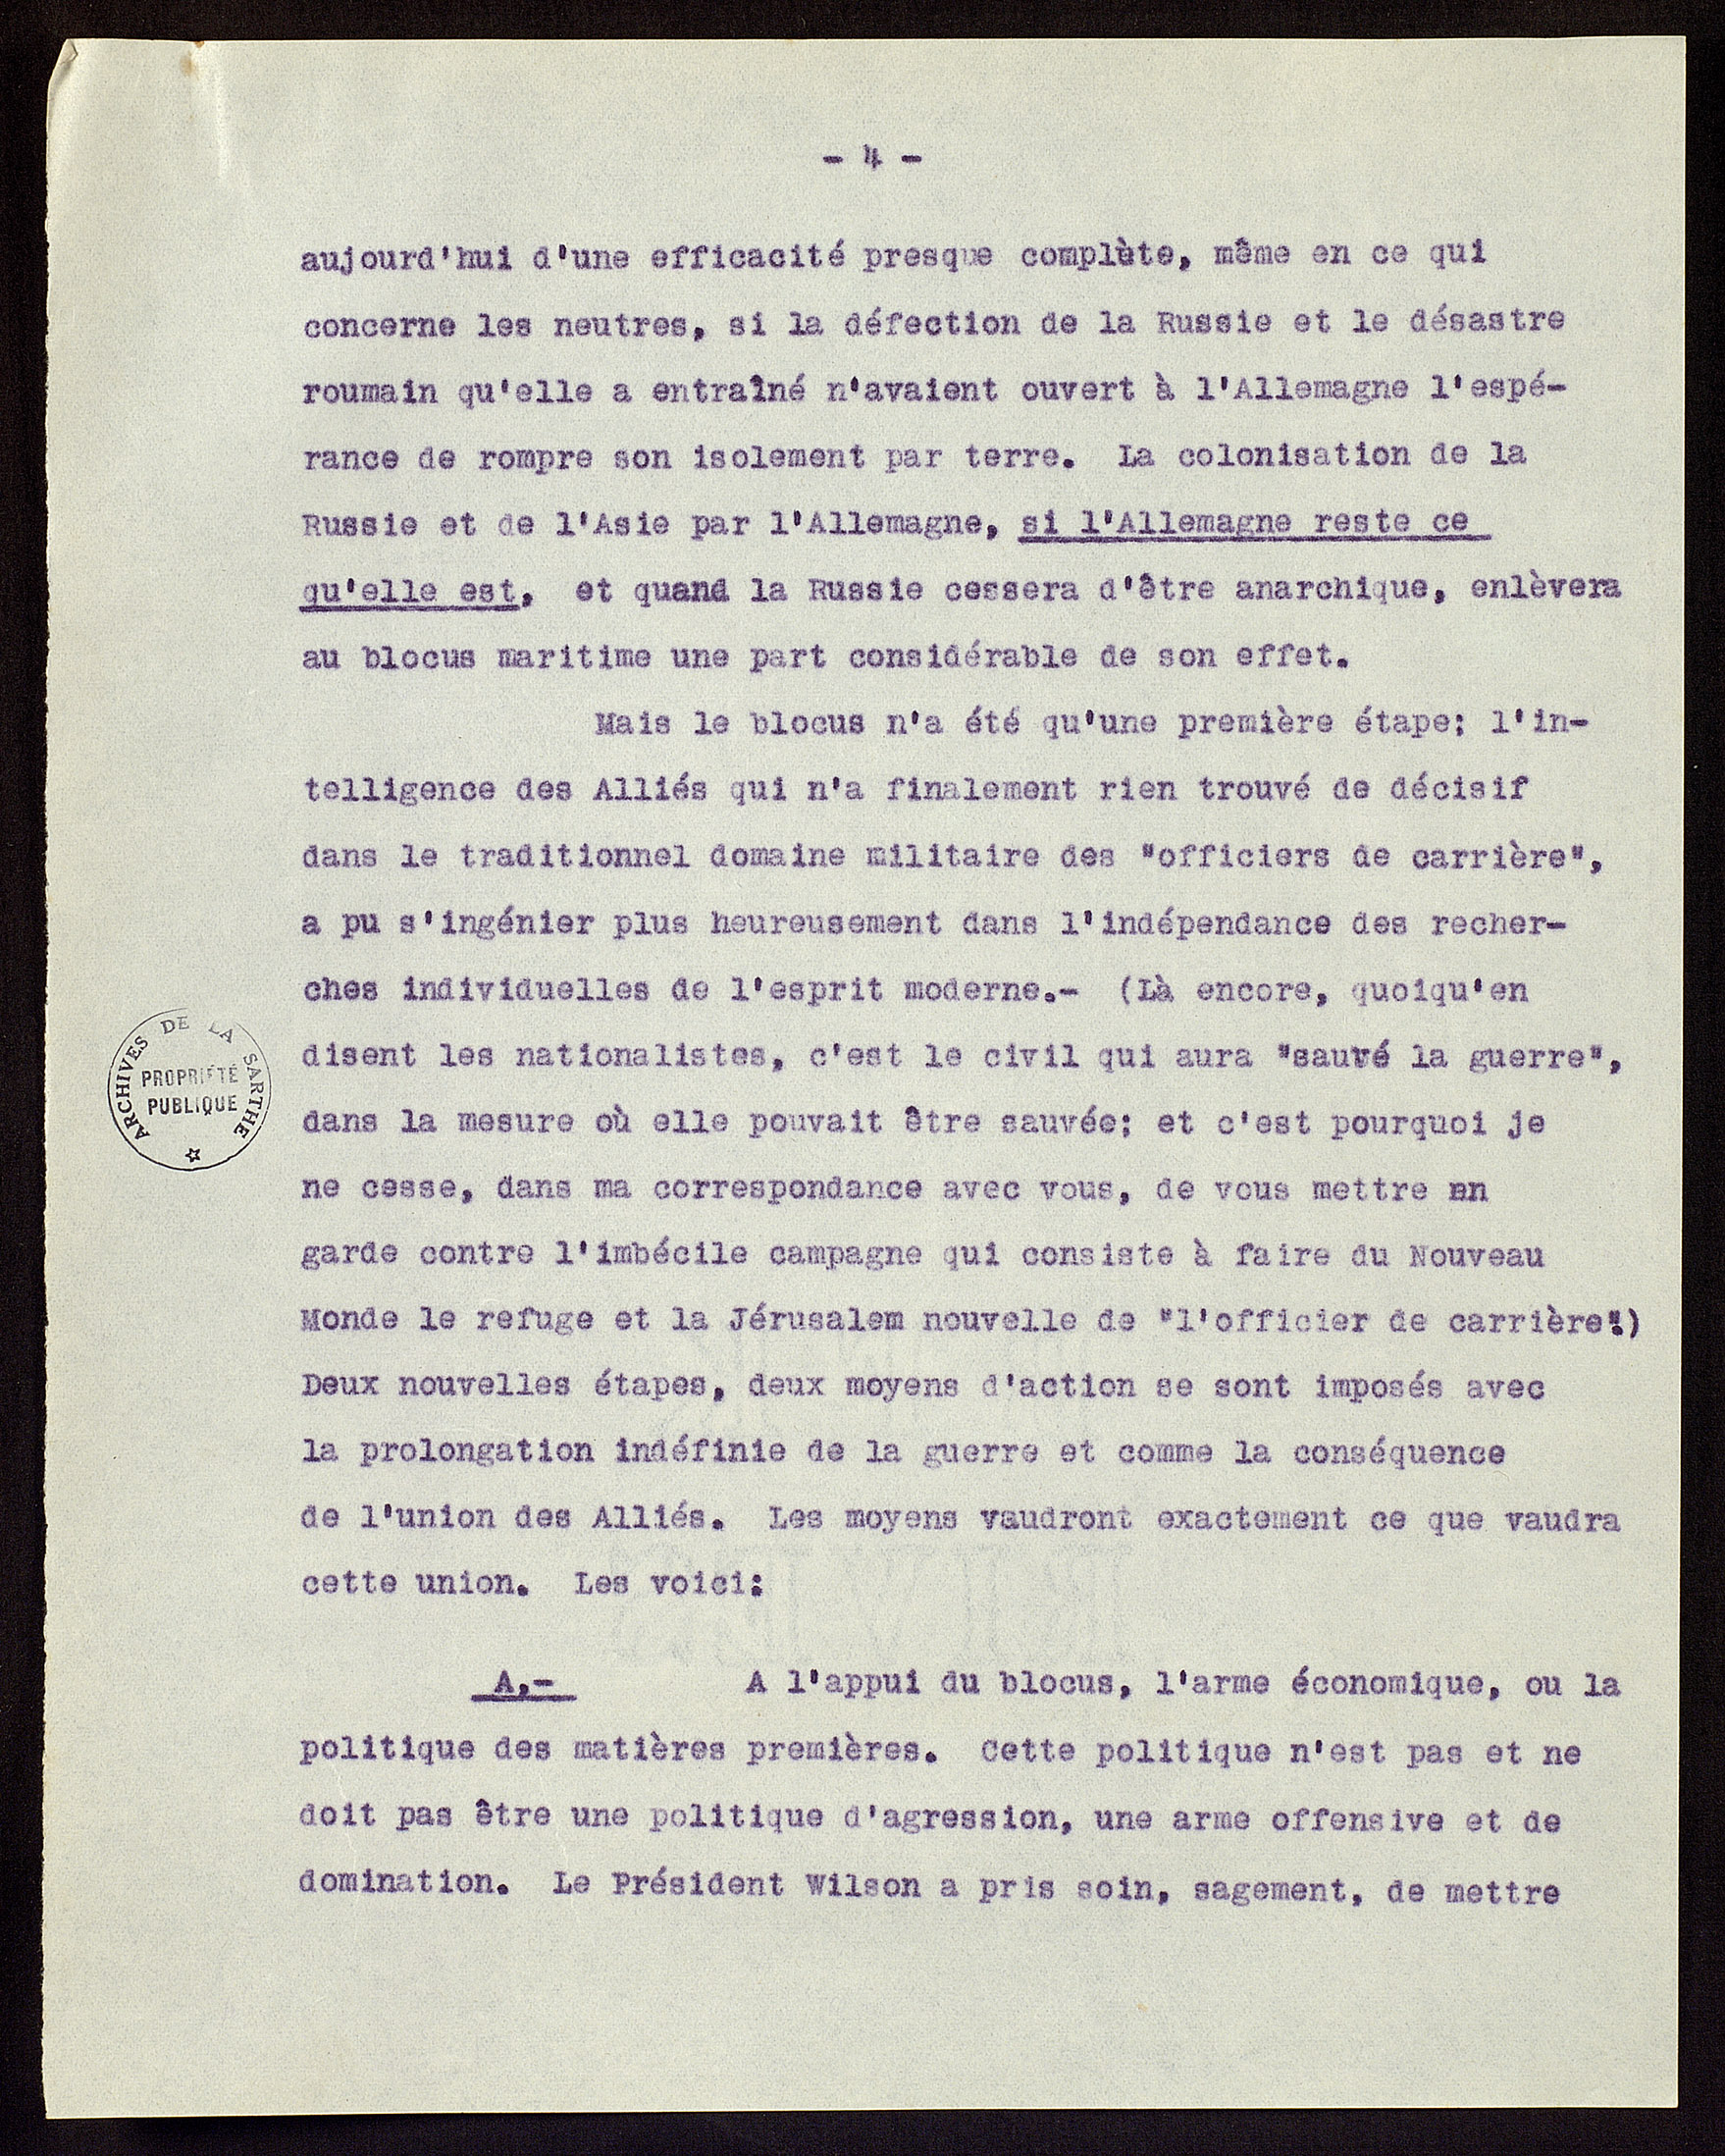 - 4 -
aujourd'hui d'une efficacité presque complète, même en ce qui
concerne les neutres, si la défection de la Russie et le désastre
roumain qu'elle a entraîné n'avaient ouvert à l'Allemagne l'espé-
rance de rompre son isolement par terre. La colonisation de la
Russie et de l'Asie par l'Allemagne, si l'Allemagne reste ce
qu'elle est, et quand la Russie cessera d'être anarchique, enlèvera
au blocus maritime une part considérable de son effet.
Mais le blocus n'a été qu'une première étape; l'in-
telligence des Alliés qui n'a finalement rien trouvé de décisif
dans le traditionnel domaine militaire des "officiers de carrière",
a pu s'ingénier plus heureusement dans l'indépendance des recher-
ches individuelles de l'esprit moderne.- (Là encore, quoiqu'en
disent les nationalistes, c'est le civil qui aura "sauvé la guerre",
dans la mesure où elle pouvait être sauvée; et c'est pourquoi je
ne cesse, dans ma correspondance avec vous, de vous mettre en
garde contre l'imbécile campagne qui consiste à faire du Nouveau
Monde le refuge et la Jérusalem nouvelle de "l'officier de carrière".)
Deux nouvelles étapes, deux moyens d'action se sont imposés avec
la prolongation indéfinie de la guerre et comme la conséquence
de l'union des Alliés. Les moyens vaudront exactement ce que vaudra
cette union. Les voici:
A.- A l'appui du blocus, l'arme économique, ou la
politique des matières premières. Cette politique n'est pas et ne
doit pas être une politique d'agression, une arme offensive et de
domination. Le Président Wilson a pris soin, sagement, de mettre
ARCHIVES DE LA SARTHE
PROPRIÉTÉ
PUBLIQUE